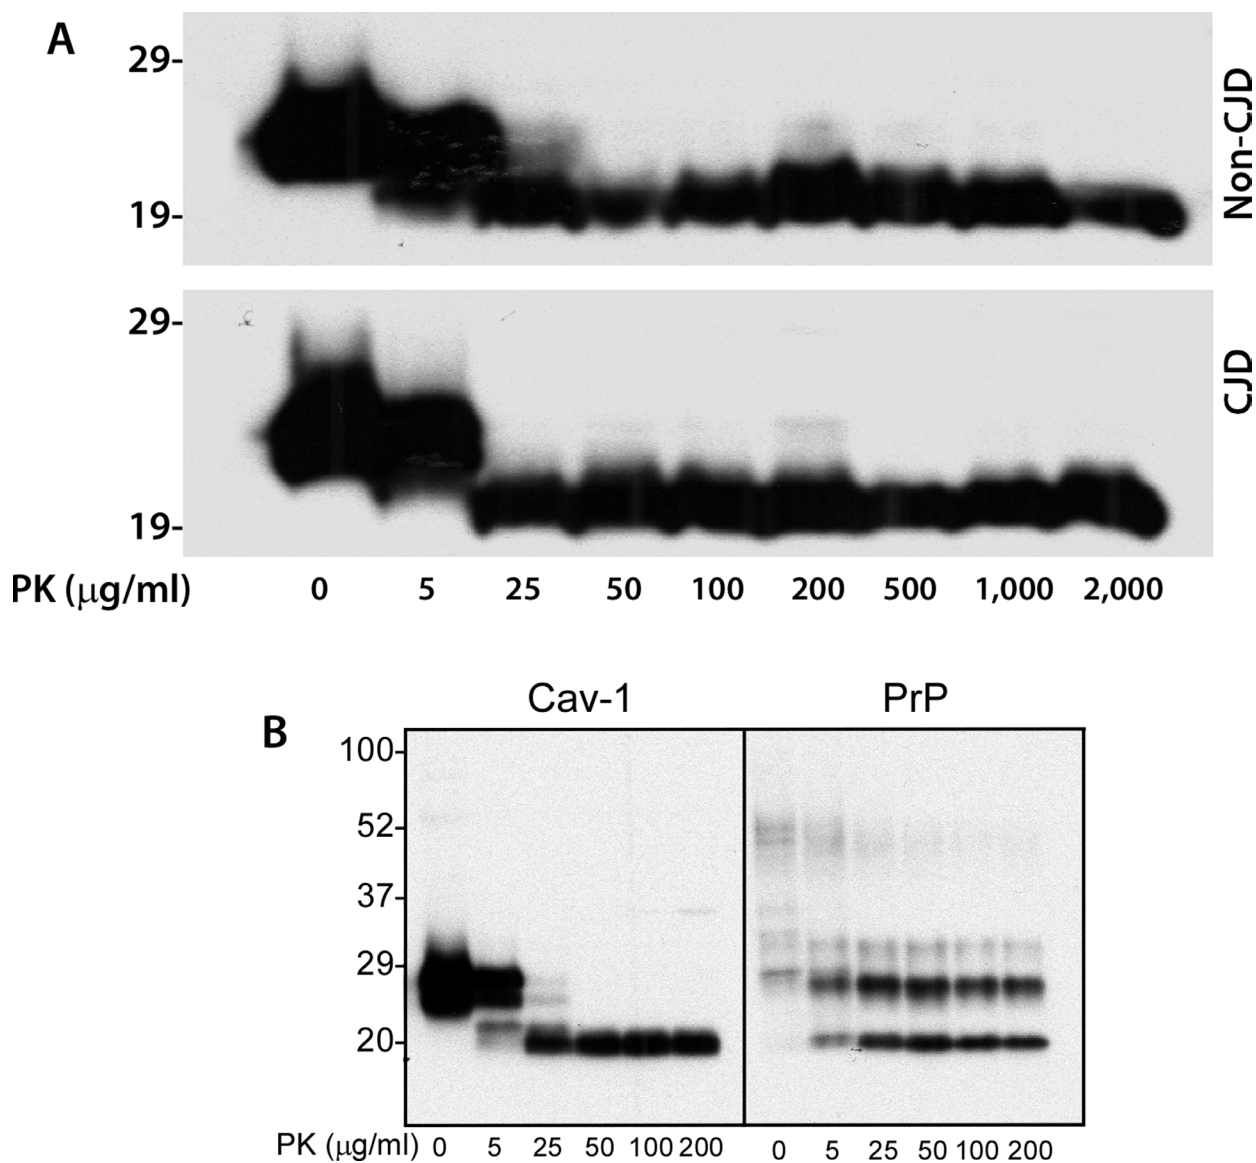 A
29-
19-
Non-CJD
29-
19-
CJD
PK (μg/ml) 0 5 25 50 100 200 500 1,000 2,000
Cav-1 PrP
B
100-
52-
37-
29-
20-
PK (μg/ml) 0 5 25 50 100 200 0 5 25 50 100 200